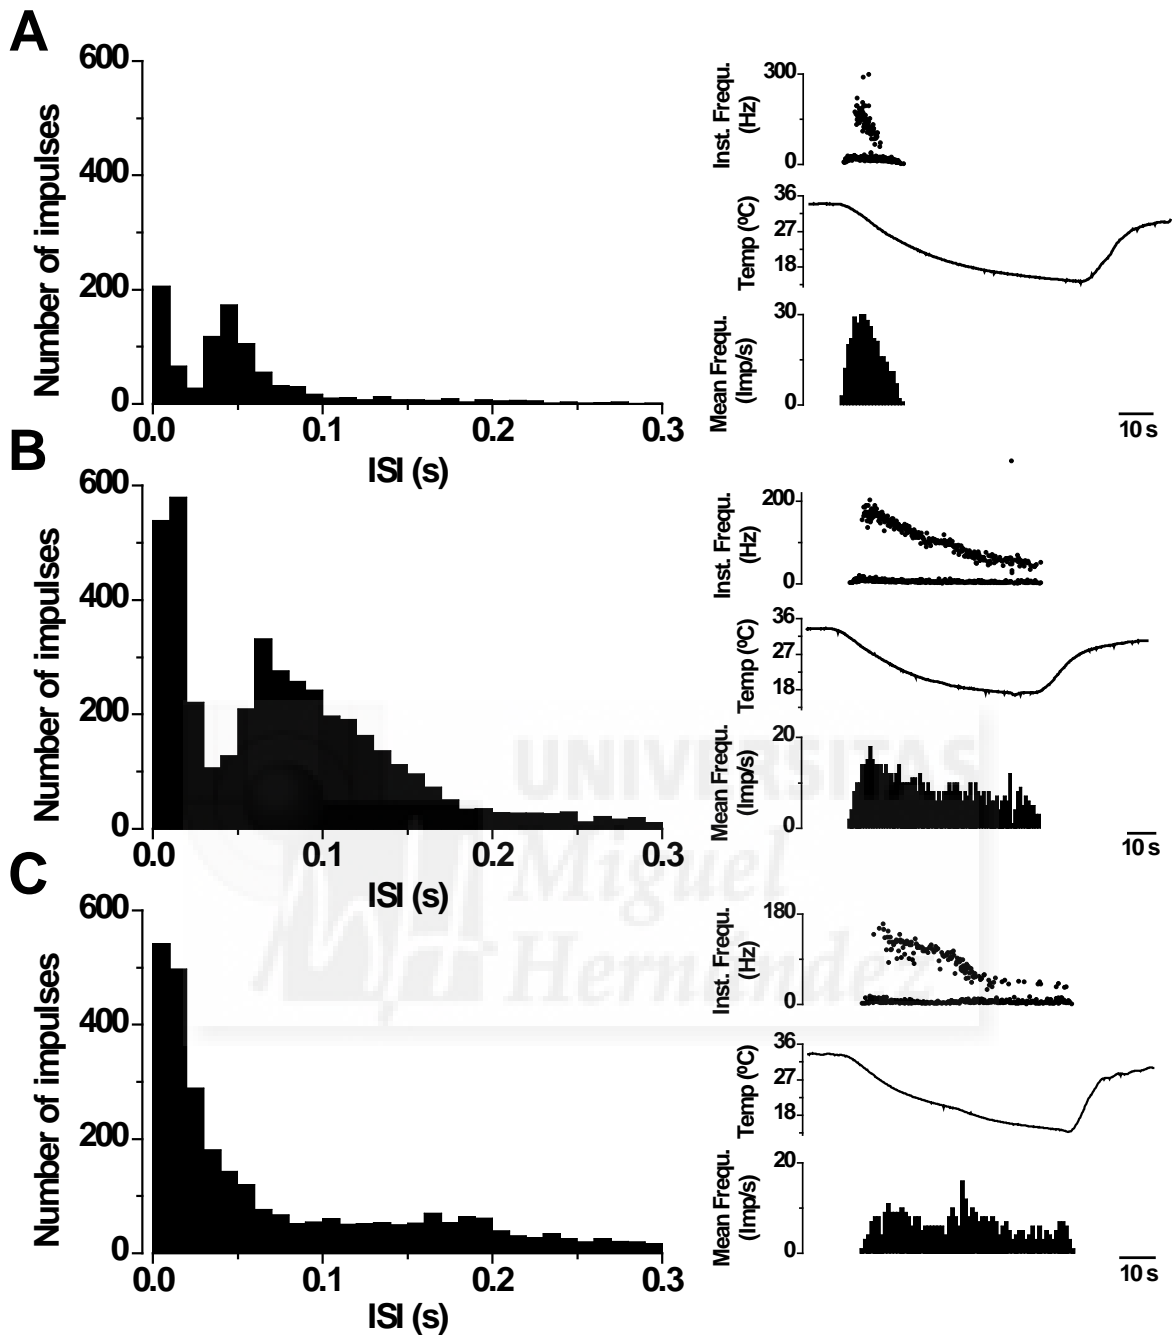 A
600
400
200
0
Number of impulses
0.0 0.1 0.2 0.3
ISI (s)
300
0
Inst. Frequ.
(Hz)
36
27
18
Temp (ºC)
30
0
Mean Frequ.
(Imp/s)
10 s
B
600
400
200
0
Number of impulses
0.0 0.1 0.2 0.3
ISI (s)
200
0
Inst. Frequ.
(Hz)
36
27
18
Temp (ºC)
20
0
Mean Frequ.
(Imp/s)
10 s
UNIVERSITAS
Miguel
Hernández
C
600
400
200
0
Number of impulses
0.0 0.1 0.2 0.3
ISI (s)
180
0
Inst. Frequ.
(Hz)
36
27
18
Temp (ºC)
20
0
Mean Frequ.
(Imp/s)
10 s